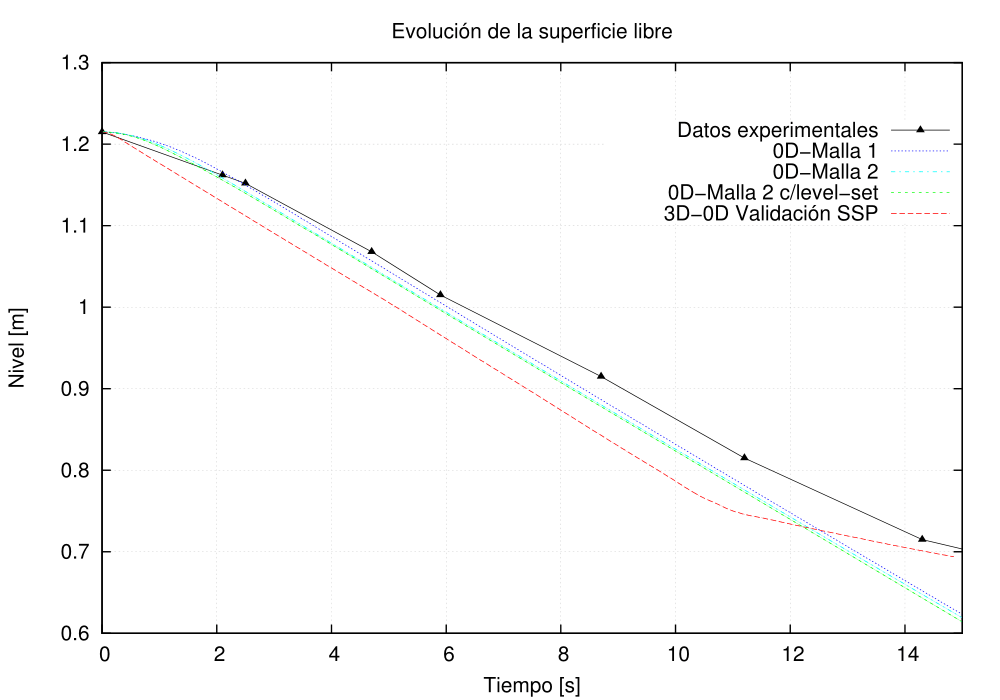 Evolución de la superficie libre
1.3
1.2
1.1
1
0.9
0.8
0.7
0.6
Nivel [m]
Datos experimentales
0D−Malla 1
0D−Malla 2
0D−Malla 2 c/level−set
3D−0D Validación SSP
0 2 4 6 8 10 12 14
Tiempo [s]